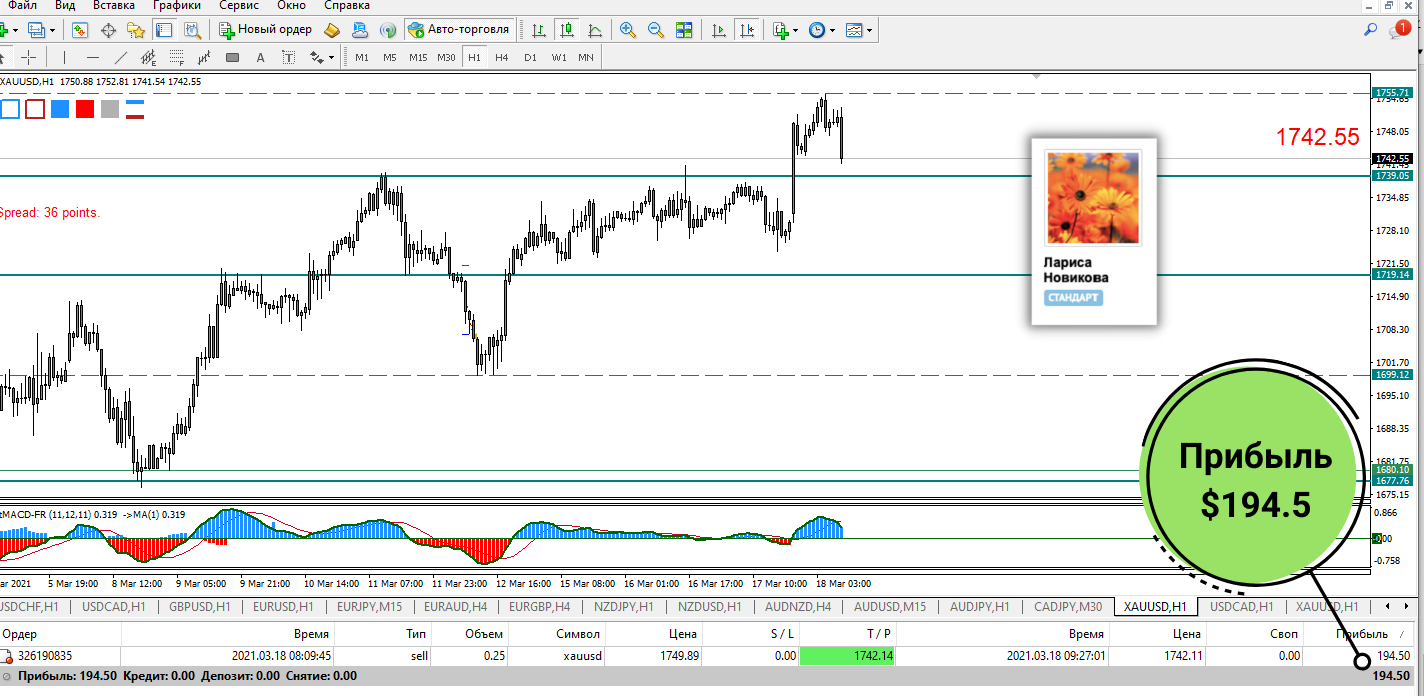 Файл Вид Вставка Графики Сервис Окно Справка
Новый ордер Авто-торговля 1
A T E F M1 M5 M15 M30 H1 H4 D1 W1 MN
XAUUSD,H1 1750.88 1752.81 1741.54 1742.55
1755.71
1754.65
1748.05
1742.55
1742.55
1741.45
1739.05
1734.85
Spread: 36 points.
1728.10
1721.50
1719.14
1714.90
1708.30
1701.70
1699.12
1695.10
1688.35
1681.75
1680.10
1677.76
1675.15
Лариса
Новикова
СТАНДАРТ
Прибыль
$194.5
tMACD-FR (11,12,11) 0.319 ->MA(1) 0.319
0.866
0.00
-0.758
ar 2021 5 Mar 19:00 8 Mar 12:00 9 Mar 05:00 9 Mar 21:00 10 Mar 14:00 11 Mar 07:00 11 Mar 23:00 12 Mar 16:00 15 Mar 08:00 16 Mar 01:00 16 Mar 17:00 17 Mar 10:00 18 Mar 03:00
USDCHF,H1 USDCAD,H1 GBPUSD,H1 EURUSD,H1 EURJPY,M15 EURAUD,H4 EURGBP,H4 NZDJPY,H1 NZDUSD,H1 AUDNZD,H4 AUDUSD,M15 AUDJPY,H1 CADJPY,M30 XAUUSD,H1 USDCAD,H1 XAUUSD,H1
Ордер Время Тип Объем Символ Цена S / L T / P Время Цена Своп Прибыль /
326190835 2021.03.18 08:09:45 sell 0.25 xauusd 1749.89 0.00 1742.14 2021.03.18 09:27:01 1742.11 0.00 194.50
Прибыль: 194.50 Кредит: 0.00 Депозит: 0.00 Снятие: 0.00 194.50